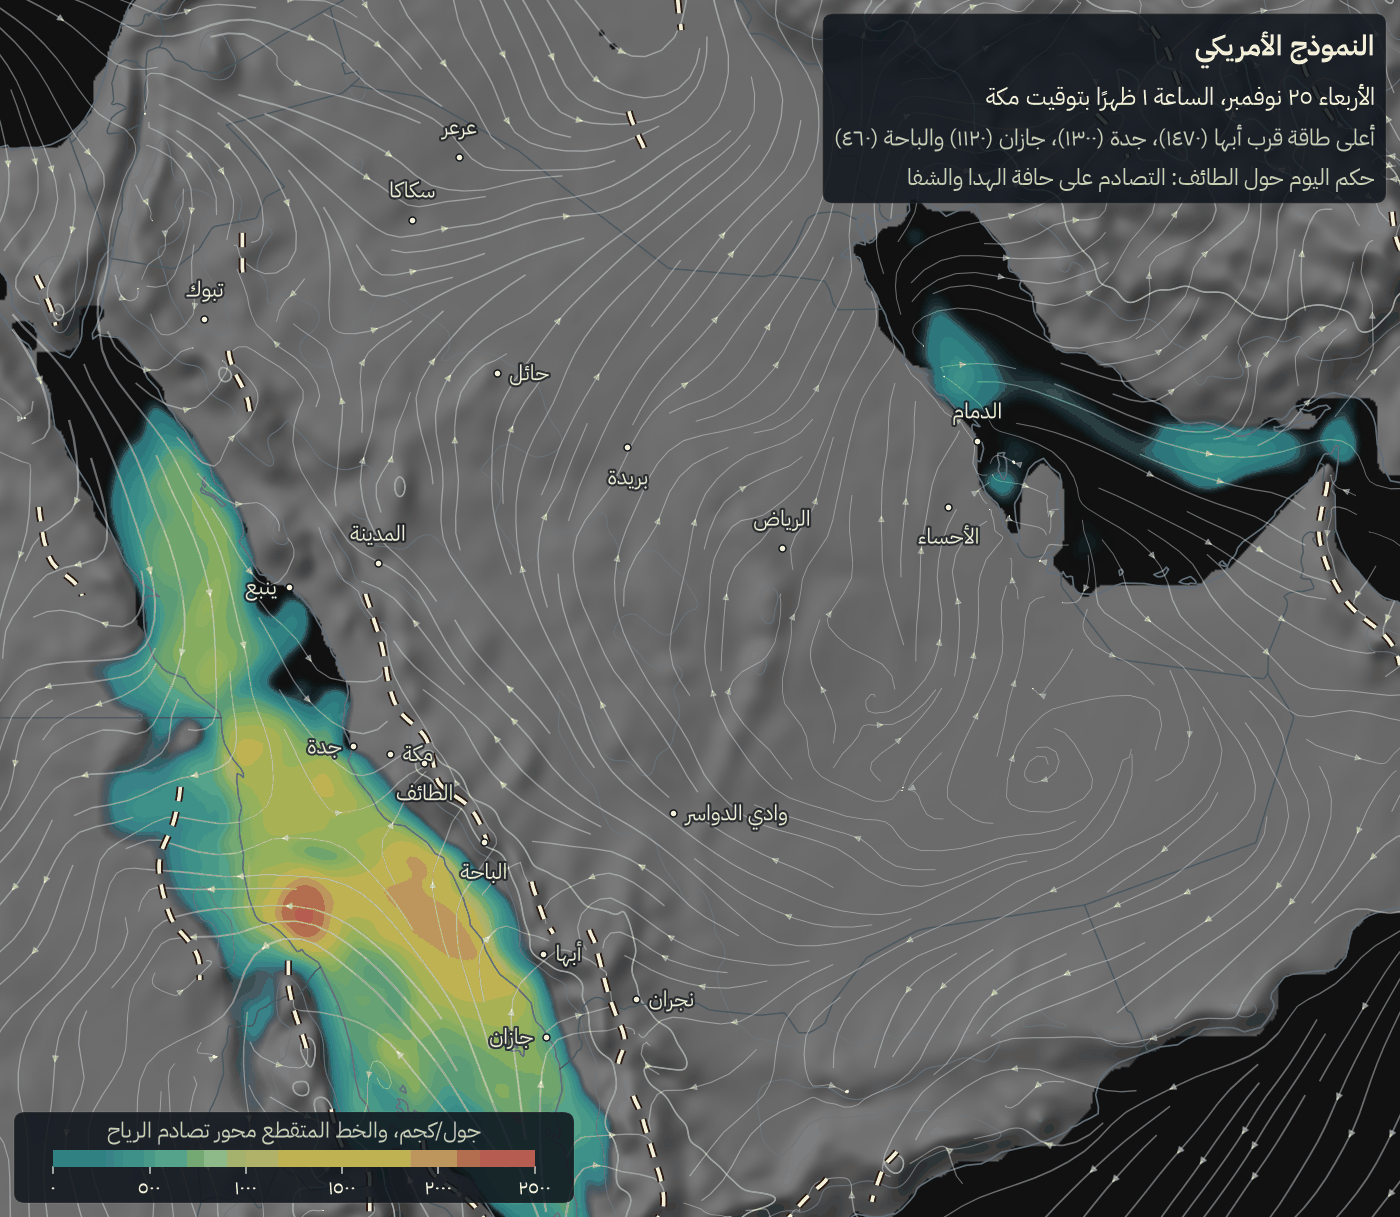 النموذج الأمريكي
الأربعاء ٢٥ نوفمبر، الساعة ١ ظهرًا بتوقيت مكة
أعلى طاقة قرب أبها (١٤٧٠)، جدة (١٣٠٠)، جازان (١١٢٠) والباحة (٤٦٠)
حكم اليوم حول الطائف: التصادم على حافة الهدا والشفا
عرعر
سكاكا
تبوك
حائل
الدمام
بريدة
الرياض
الأحساء
المدينة
ينبع
جدة
مكة
الطائف
وادي الدواسر
الباحة
أبها
نجران
جازان
جول/كجم، والخط المتقطع محور تصادم الرياح
٠ ٥٠٠ ١٠٠٠ ١٥٠٠ ٢٠٠٠ ٢٥٠٠